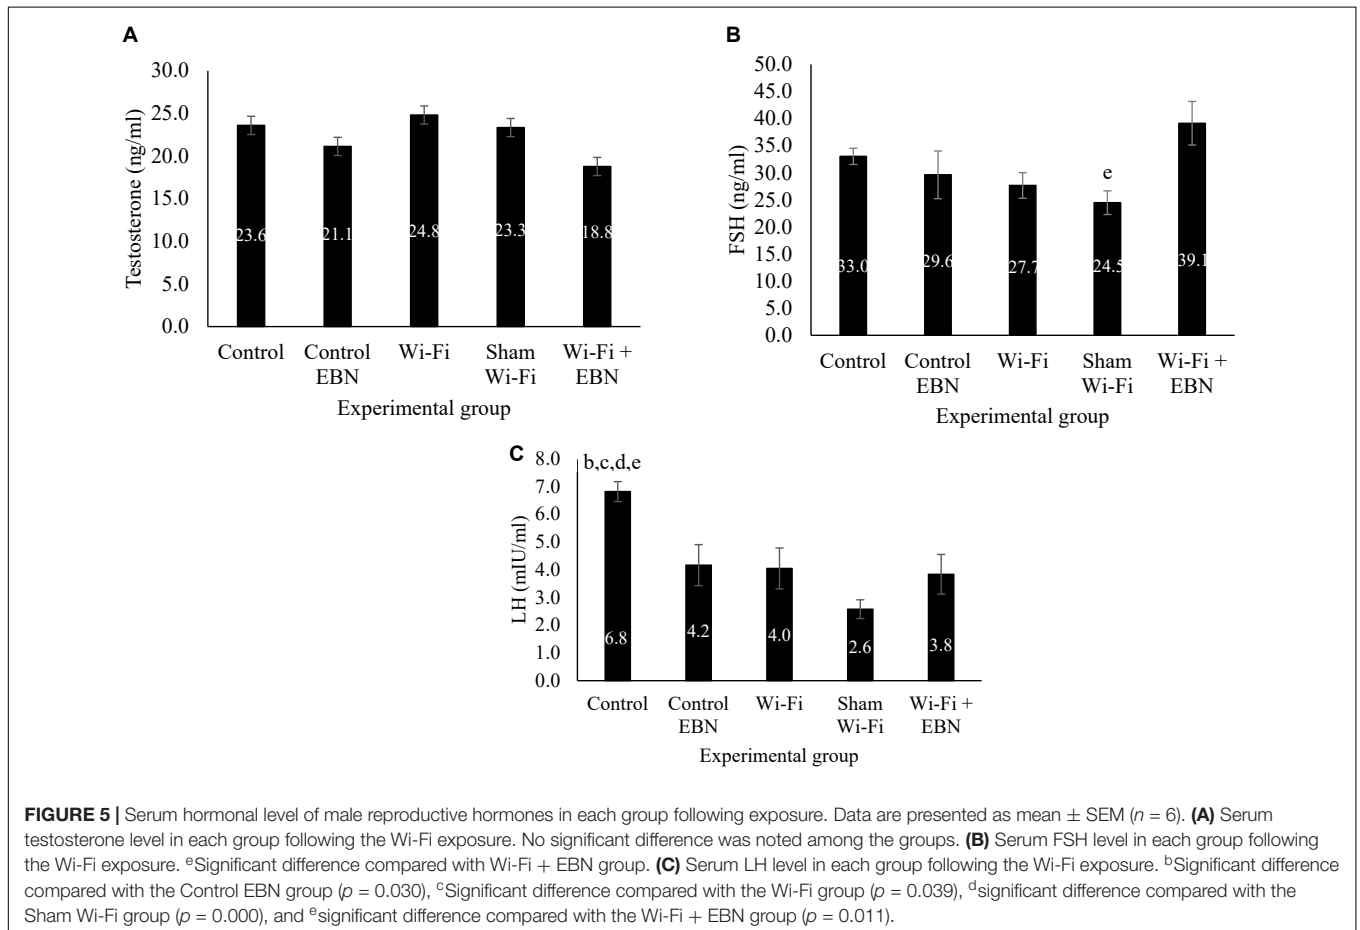 A
30.0
25.0
20.0
15.0
10.0
5.0
0.0
Testosterone (ng/ml)
23.6
21.1
24.8
23.3
18.8
Control
Control EBN
Wi-Fi
Sham Wi-Fi
Wi-Fi + EBN
Experimental group
B
50.0
45.0
40.0
35.0
30.0
25.0
20.0
15.0
10.0
5.0
0.0
FSH (ng/ml)
e
33.0
29.6
27.7
24.5
39.1
Control
Control EBN
Wi-Fi
Sham Wi-Fi
Wi-Fi + EBN
Experimental group
C
8.0
7.0
6.0
5.0
4.0
3.0
2.0
1.0
0.0
LH (mIU/ml)
b,c,d,e
6.8
4.2
4.0
2.6
3.8
Control
Control EBN
Wi-Fi
Sham Wi-Fi
Wi-Fi + EBN
Experimental group
FIGURE 5 | Serum hormonal level of male reproductive hormones in each group following exposure. Data are presented as mean ± SEM (n = 6). (A) Serum
testosterone level in each group following the Wi-Fi exposure. No significant difference was noted among the groups. (B) Serum FSH level in each group following
the Wi-Fi exposure. eSignificant difference compared with Wi-Fi + EBN group. (C) Serum LH level in each group following the Wi-Fi exposure. bSignificant difference
compared with the Control EBN group (p = 0.030), cSignificant difference compared with the Wi-Fi group (p = 0.039), dsignificant difference compared with the
Sham Wi-Fi group (p = 0.000), and esignificant difference compared with the Wi-Fi + EBN group (p = 0.011).